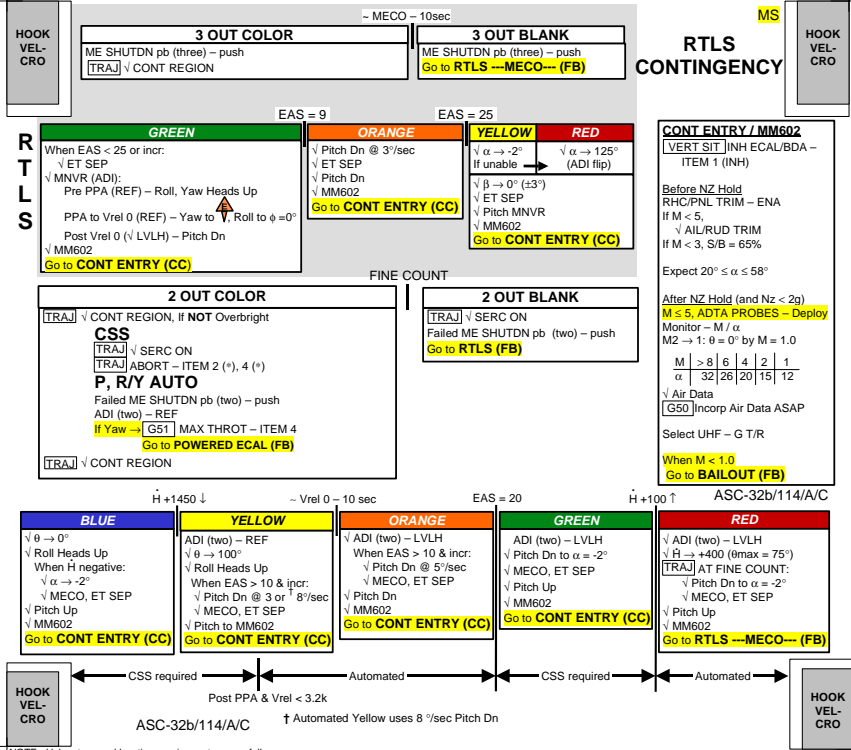 MS
HOOK
VEL-
CRO
~ MECO – 10sec
3 OUT COLOR
ME SHUTDN pb (three) – push
TRAJ √ CONT REGION
3 OUT BLANK
ME SHUTDN pb (three) – push
Go to RTLS ---MECO--- (FB)
RTLS
CONTINGENCY
HOOK
VEL-
CRO
R
T
L
S
EAS = 9
EAS = 25
GREEN
When EAS < 25 or incr:
√ ET SEP
√ MNVR (ADI):
Pre PPA (REF) – Roll, Yaw Heads Up
PPA to Vrel 0 (REF) – Yaw to E, Roll to ϕ =0°
Post Vrel 0 (√ LVLH) – Pitch Dn
√ MM602
Go to CONT ENTRY (CC)
ORANGE
√ Pitch Dn @ 3°/sec
√ ET SEP
√ Pitch Dn
√ MM602
Go to CONT ENTRY (CC)
YELLOW
√ α → -2°
If unable →
RED
√ α → 125°
(ADI flip)
√ β → 0° (±3°)
√ ET SEP
√ Pitch MNVR
√ MM602
Go to CONT ENTRY (CC)
CONT ENTRY / MM602
VERT SIT INH ECAL/BDA –
ITEM 1 (INH)
Before NZ Hold
RHC/PNL TRIM – ENA
If M < 5,
√ AIL/RUD TRIM
If M < 3, S/B = 65%
Expect 20° ≤ α ≤ 58°
After NZ Hold (and Nz < 2g)
M ≤ 5, ADTA PROBES – Deploy
Monitor – M / α
M2 → 1: θ = 0° by M = 1.0
M > 8 6 4 2 1
α 32 26 20 15 12
√ Air Data
G50 Incorp Air Data ASAP
Select UHF – G T/R
When M < 1.0
Go to BAILOUT (FB)
ASC-32b/114/A/C
FINE COUNT
2 OUT COLOR
TRAJ √ CONT REGION, If NOT Overbright
CSS
TRAJ √ SERC ON
TRAJ ABORT – ITEM 2 (*), 4 (*)
P, R/Y AUTO
Failed ME SHUTDN pb (two) – push
ADI (two) – REF
If Yaw → G51 MAX THROT – ITEM 4
Go to POWERED ECAL (FB)
TRAJ √ CONT REGION
2 OUT BLANK
TRAJ √ SERC ON
Failed ME SHUTDN pb (two) – push
Go to RTLS (FB)
Ḣ +1450 ↓
~ Vrel 0 – 10 sec
EAS = 20
Ḣ +100 ↑
BLUE
√ θ → 0°
√ Roll Heads Up
When Ḣ negative:
√ α → -2°
√ MECO, ET SEP
√ Pitch Up
√ MM602
Go to CONT ENTRY (CC)
YELLOW
ADI (two) – REF
√ θ → 100°
√ Roll Heads Up
When EAS > 10 & incr:
√ Pitch Dn @ 3 or † 8°/sec
√ MECO, ET SEP
√ Pitch to MM602
Go to CONT ENTRY (CC)
ORANGE
√ ADI (two) – LVLH
When EAS > 10 & incr:
√ Pitch Dn @ 5°/sec
√ MECO, ET SEP
√ Pitch Dn
√ MM602
Go to CONT ENTRY (CC)
GREEN
ADI (two) – LVLH
√ Pitch Dn to α = -2°
√ MECO, ET SEP
√ Pitch Up
√ MM602
Go to CONT ENTRY (CC)
RED
√ ADI (two) – LVLH
√ Ḣ → +400 (θmax = 75°)
TRAJ AT FINE COUNT:
√ Pitch Dn to α = -2°
√ MECO, ET SEP
√ Pitch Up
√ MM602
Go to RTLS ---MECO--- (FB)
HOOK
VEL-
CRO
CSS required
Automated
CSS required
Automated
Post PPA & Vrel < 3.2k
ASC-32b/114/A/C
† Automated Yellow uses 8 °/sec Pitch Dn
HOOK
VEL-
CRO